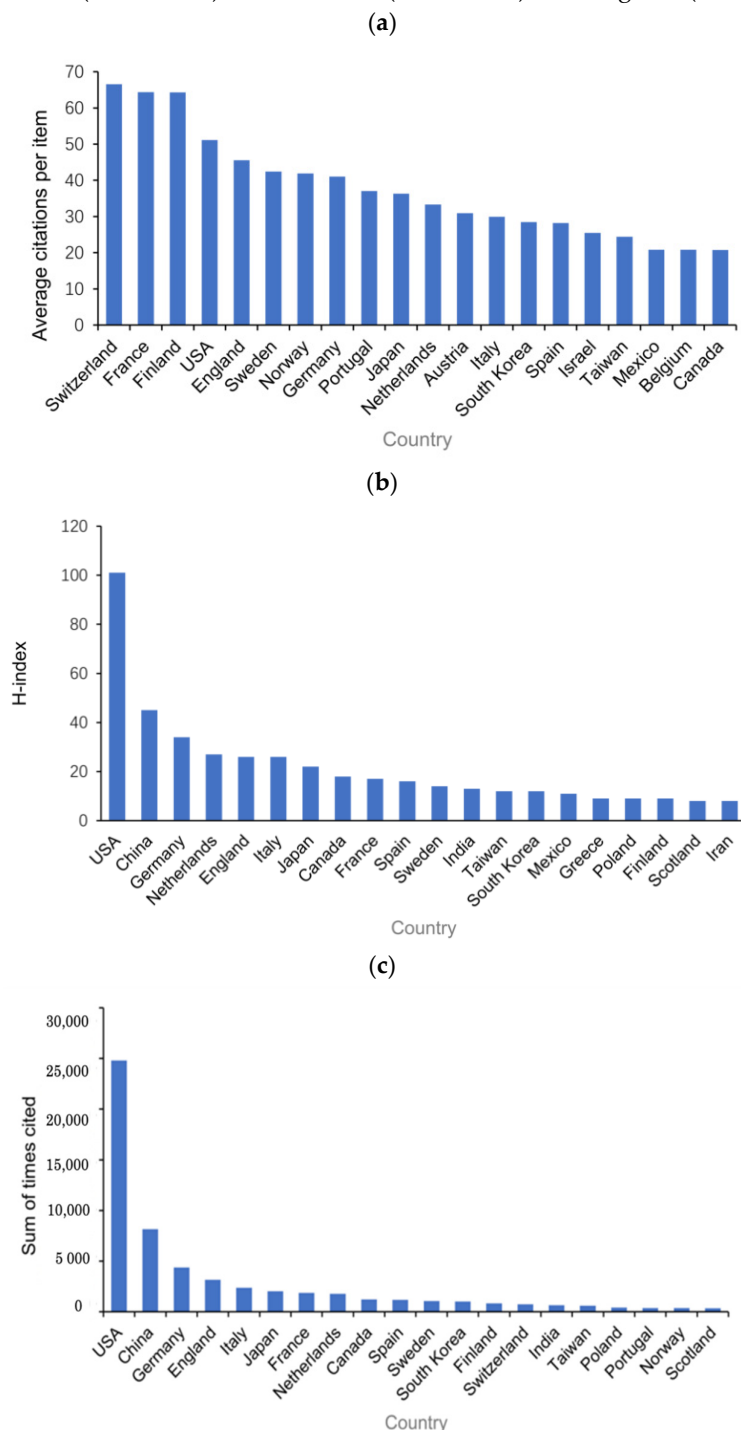 (a)
70
60
50
40
30
20
10
0
Average citations per item
Switzerland
France
Finland
USA
England
Sweden
Norway
Germany
Portugal
Japan
Netherlands
Austria
Italy
South Korea
Spain
Israel
Taiwan
Mexico
Belgium
Canada
Country
(b)
120
100
80
60
40
20
0
H-index
USA
China
Germany
Netherlands
England
Italy
Japan
Canada
France
Spain
Sweden
India
Taiwan
South Korea
Mexico
Greece
Poland
Finland
Scotland
Iran
Country
(c)
30,000
25,000
20,000
15,000
10,000
5 000
0
Sum of times cited
USA
China
Germany
England
Italy
Japan
France
Netherlands
Canada
Spain
Sweden
South Korea
Finland
Switzerland
India
Taiwan
Poland
Portugal
Norway
Scotland
Country